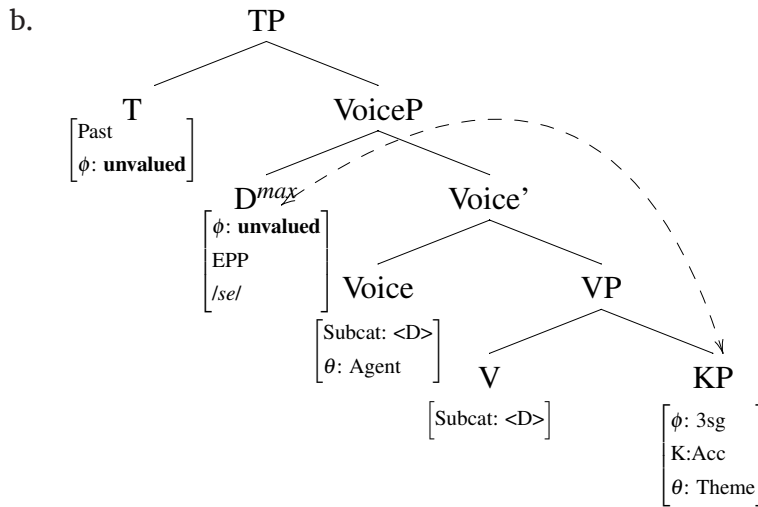 b.
TP
T VoiceP
[Past
ϕ: unvalued]
D^max Voice’
[ϕ: unvalued
EPP
/se/]
Voice VP
[Subcat: <D>
θ: Agent]
V KP
[Subcat: <D>]
[ϕ: 3sg
K:Acc
θ: Theme]